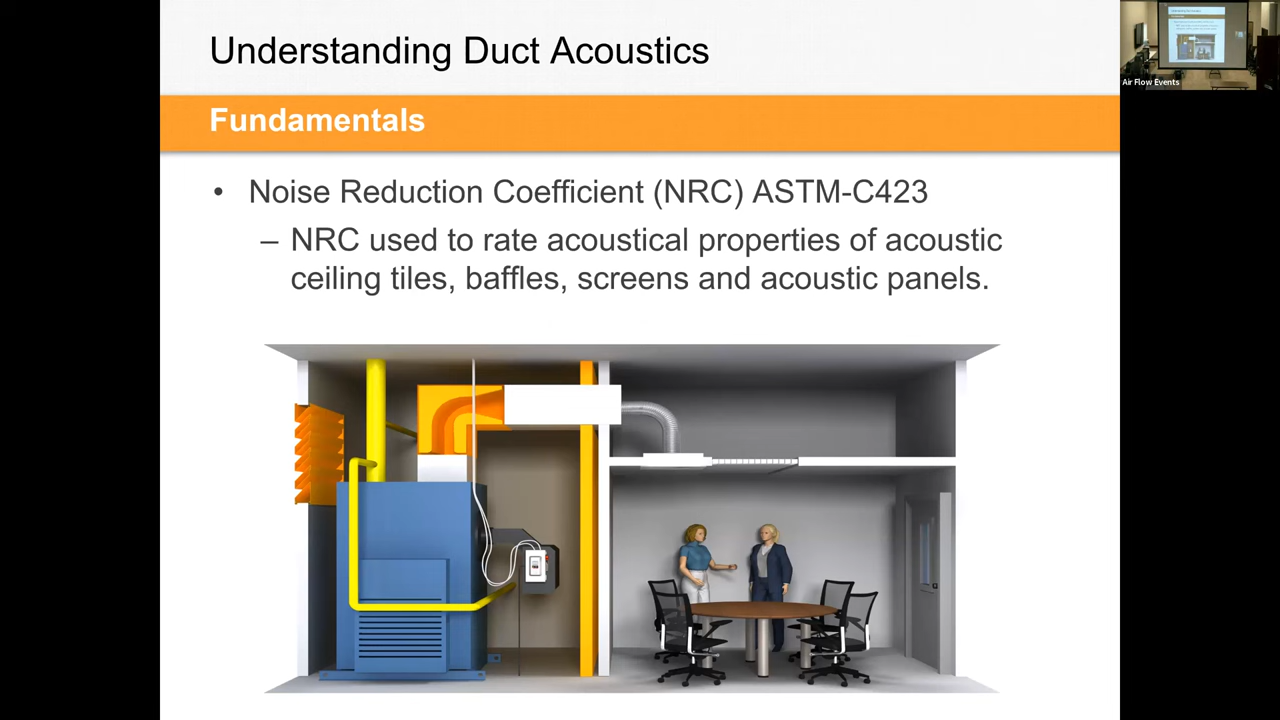 Understanding Duct Acoustics
Fundamentals
• Noise Reduction Coefficient (NRC) ASTM-C423
– NRC used to rate acoustical properties of acoustic
ceiling tiles, baffles, screens and acoustic panels.
Air Flow Events